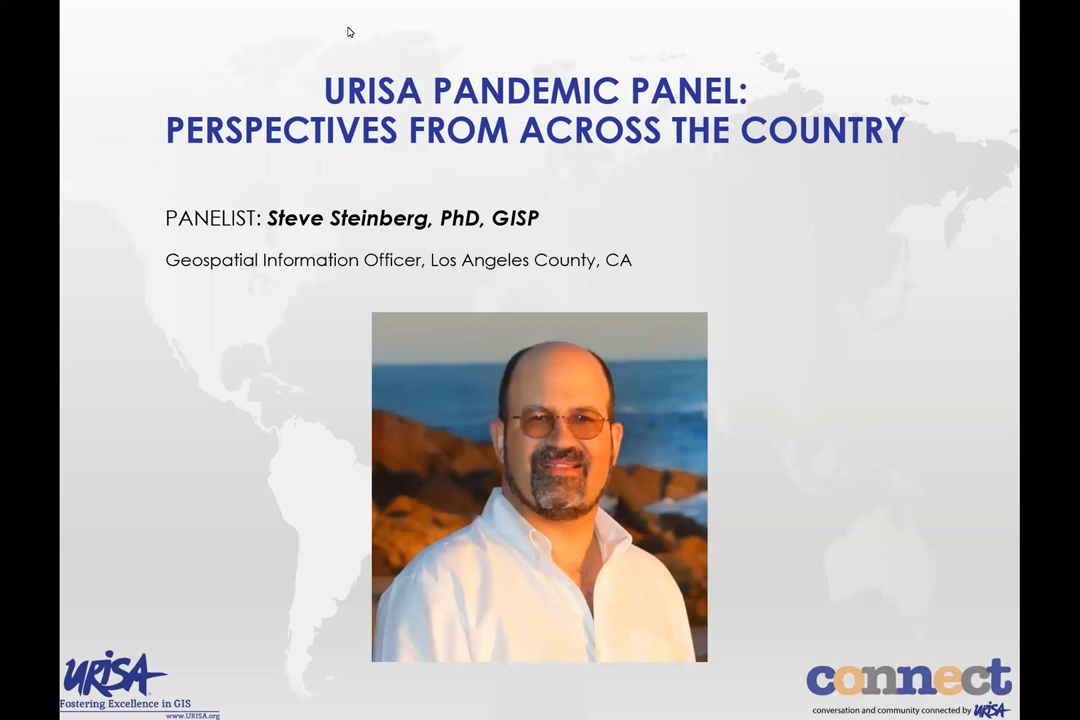 URISA PANDEMIC PANEL:
PERSPECTIVES FROM ACROSS THE COUNTRY
PANELIST: Steve Steinberg, PhD, GISP
Geospatial Information Officer, Los Angeles County, CA
URISA
Fostering Excellence in GIS
www.URISA.org
connect
conversation and community connected by URISA